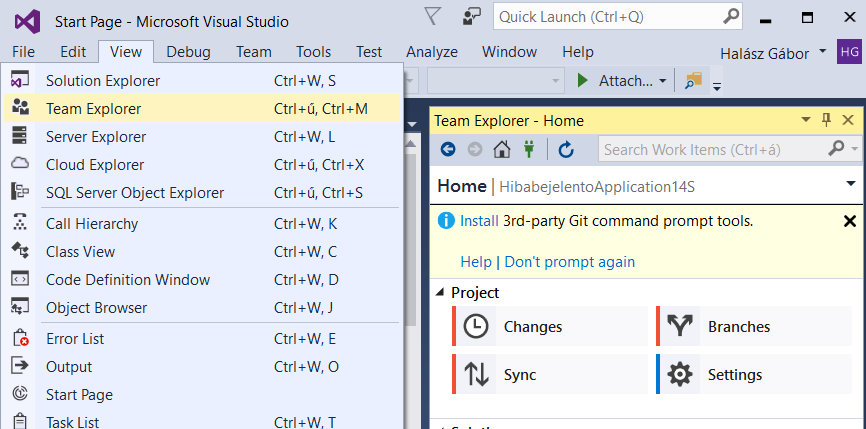 Start Page - Microsoft Visual Studio
Quick Launch (Ctrl+Q)
File Edit View Debug Team Tools Test Analyze Window Help
Halász Gábor HG
Attach...
Solution Explorer Ctrl+W, S
Team Explorer Ctrl+ú, Ctrl+M
Server Explorer Ctrl+W, L
Cloud Explorer Ctrl+ú, Ctrl+X
SQL Server Object Explorer Ctrl+ú, Ctrl+S
Call Hierarchy Ctrl+W, K
Class View Ctrl+W, C
Code Definition Window Ctrl+W, D
Object Browser Ctrl+W, J
Error List Ctrl+W, E
Output Ctrl+W, O
Start Page
Task List Ctrl+W, T
Team Explorer - Home
Search Work Items (Ctrl+á)
Home | HibabejelentoApplication14S
Install 3rd-party Git command prompt tools.
Help | Don't prompt again
Project
Changes
Branches
Sync
Settings